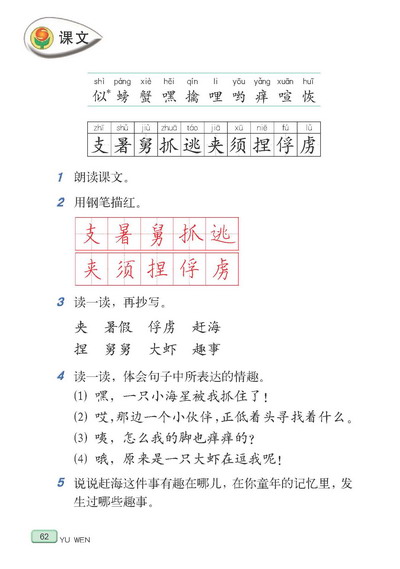 课文
shì páng xiè hēi qín li yōu yǎng xuān huī
似* 螃 蟹 嘿 擒 哩 哟 痒 喧 恢
zhī shǔ jiù zhuā táo jiā xū niē fú lǔ
支 暑 舅 抓 逃 夹 须 捏 俘 虏
1 朗读课文。
2 用钢笔描红。
支 暑 舅 抓 逃
夹 须 捏 俘 虏
3 读一读，再抄写。
夹 暑假 俘虏 赶海
捏 舅舅 大虾 趣事
4 读一读，体会句子中所表达的情趣。
(1) 嘿，一只小海星被我抓住了！
(2) 哎，那边一个小伙伴，正低着头寻找着什么。
(3) 咦，怎么我的脚也痒痒的？
(4) 哦，原来是一只大虾在逗我呢！
5 说说赶海这件事有趣在哪儿，在你童年的记忆里，发
生过哪些趣事。
62
YU WEN